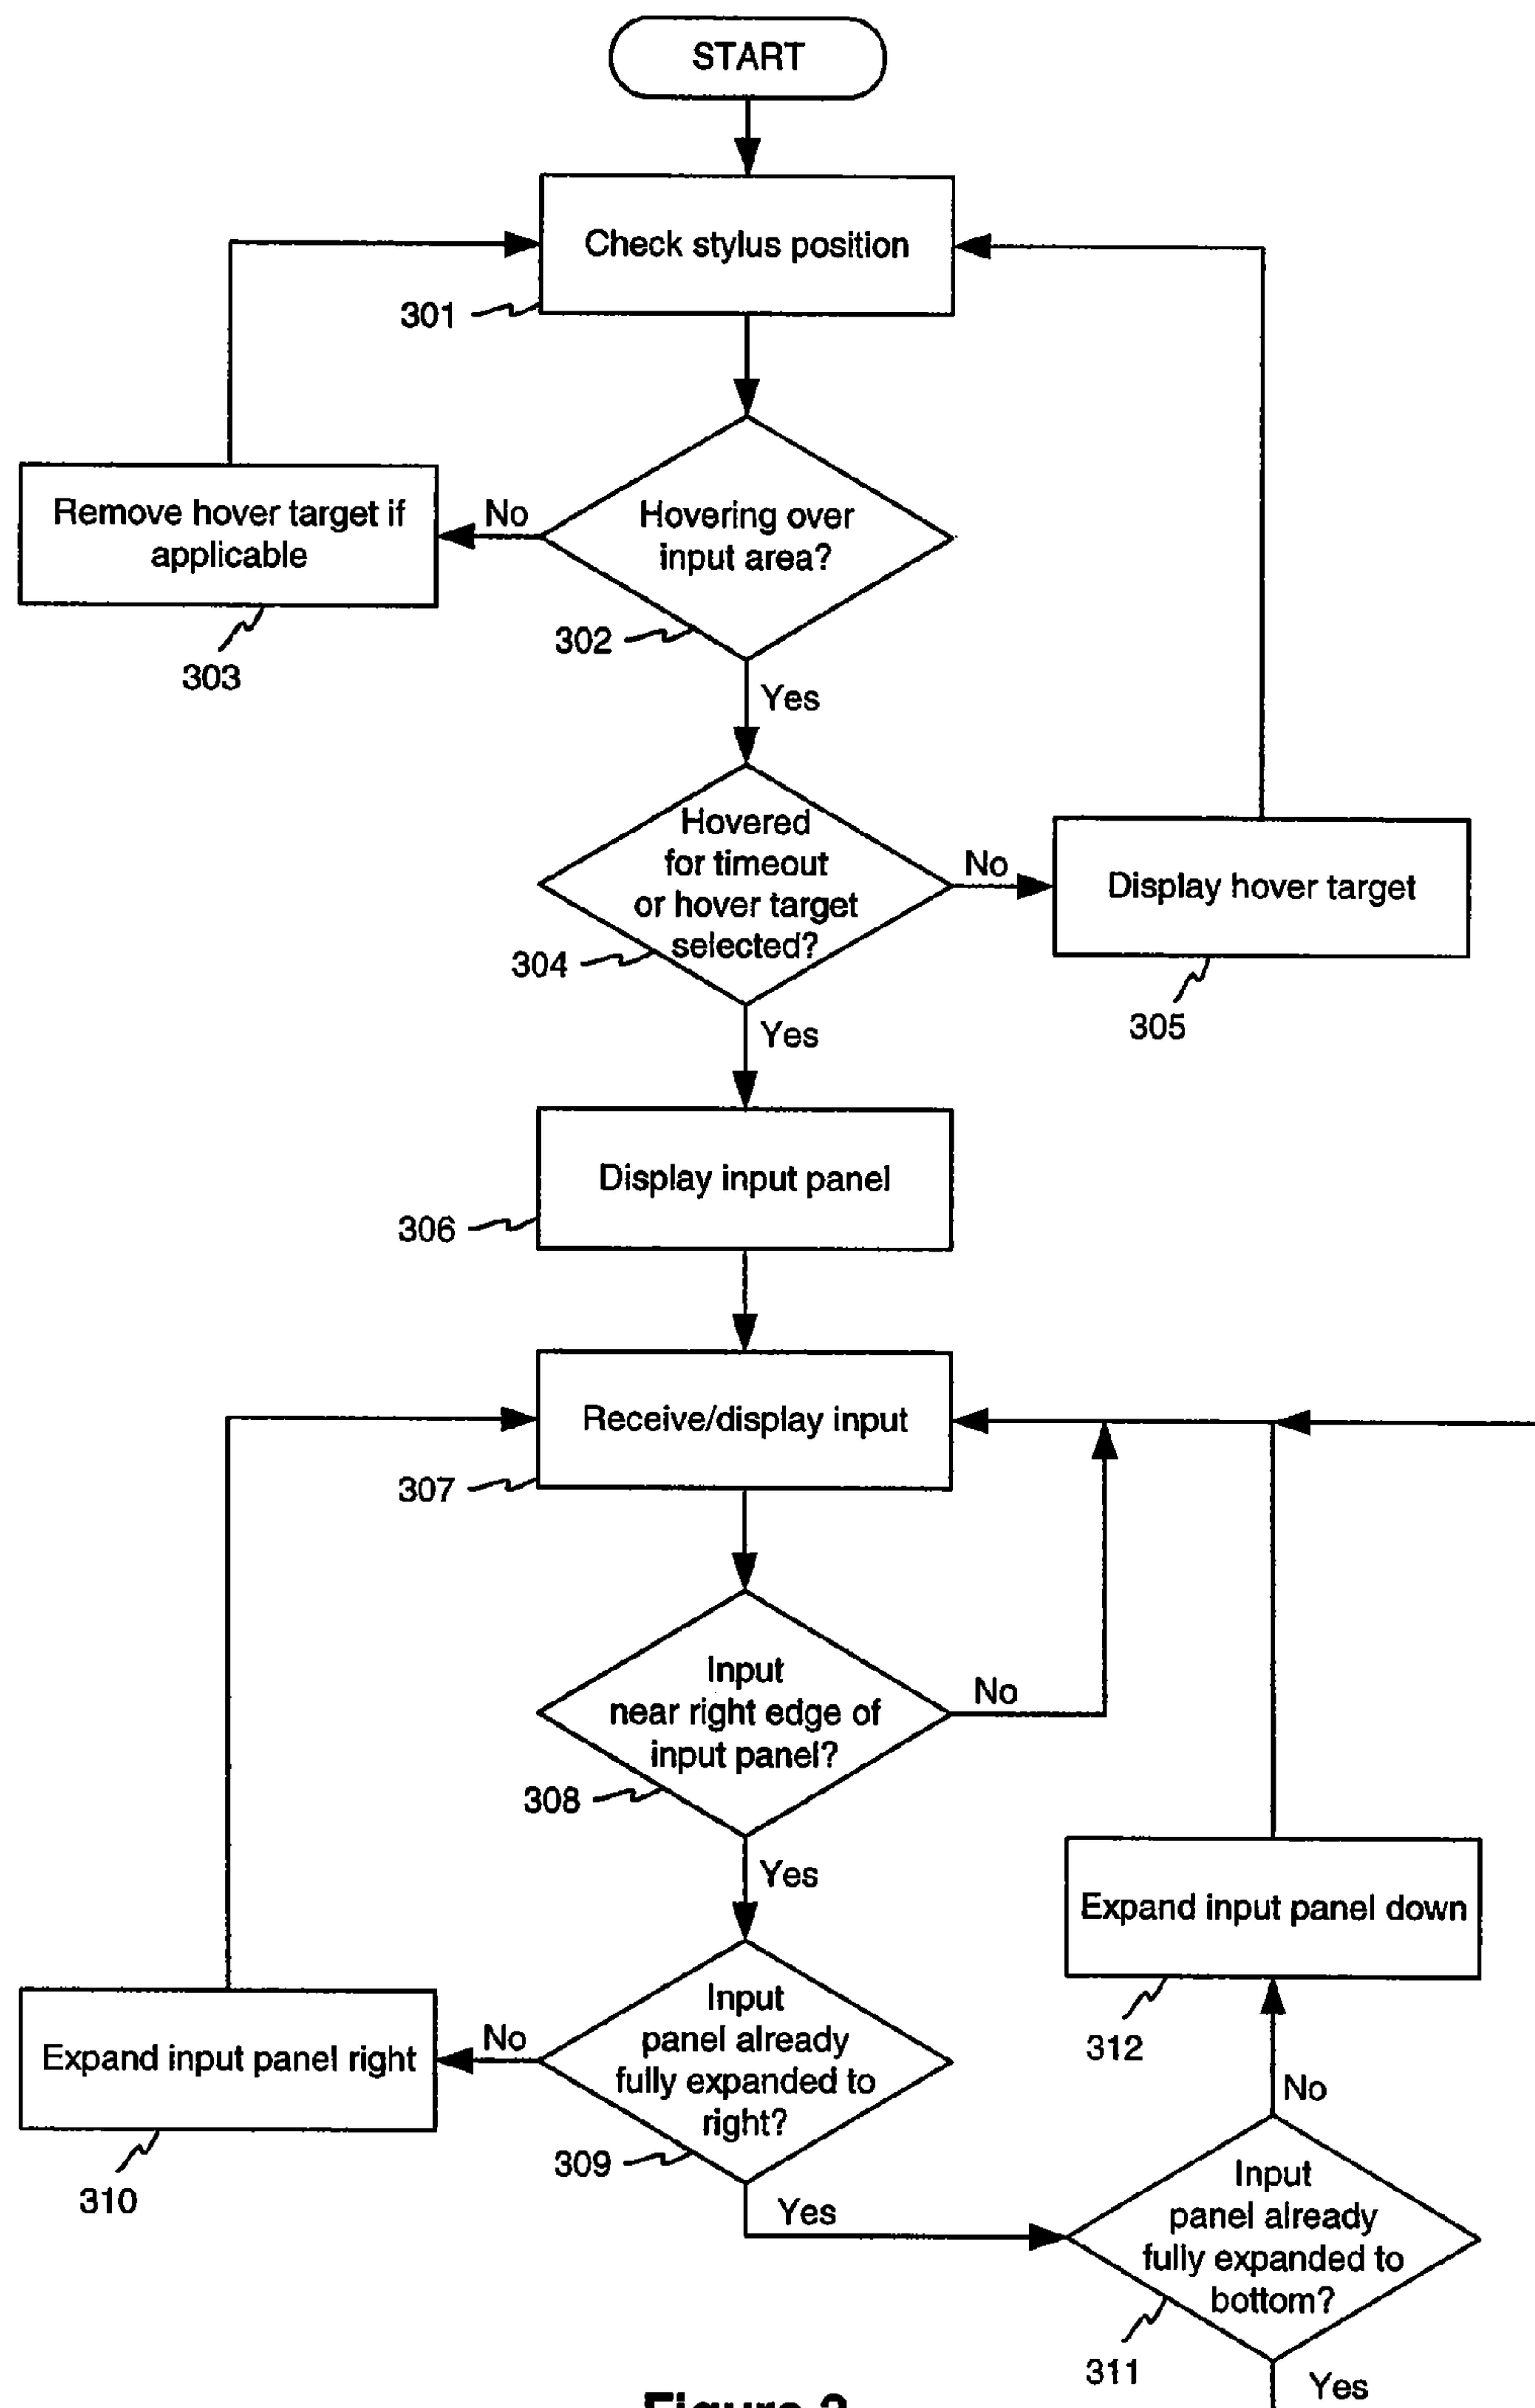 START
Check stylus position
301
Hovering over
input area?
302
No
Remove hover target if
applicable
303
Yes
Hovered
for timeout
or hover target
selected?
304
No
Display hover target
305
Yes
Display input panel
306
Receive/display input
307
Input
near right edge of
input panel?
308
No
Yes
Input
panel already
fully expanded to
right?
309
No
Expand input panel right
310
Yes
Expand input panel down
312
No
Input
panel already
fully expanded to
bottom?
311
Yes
Figure